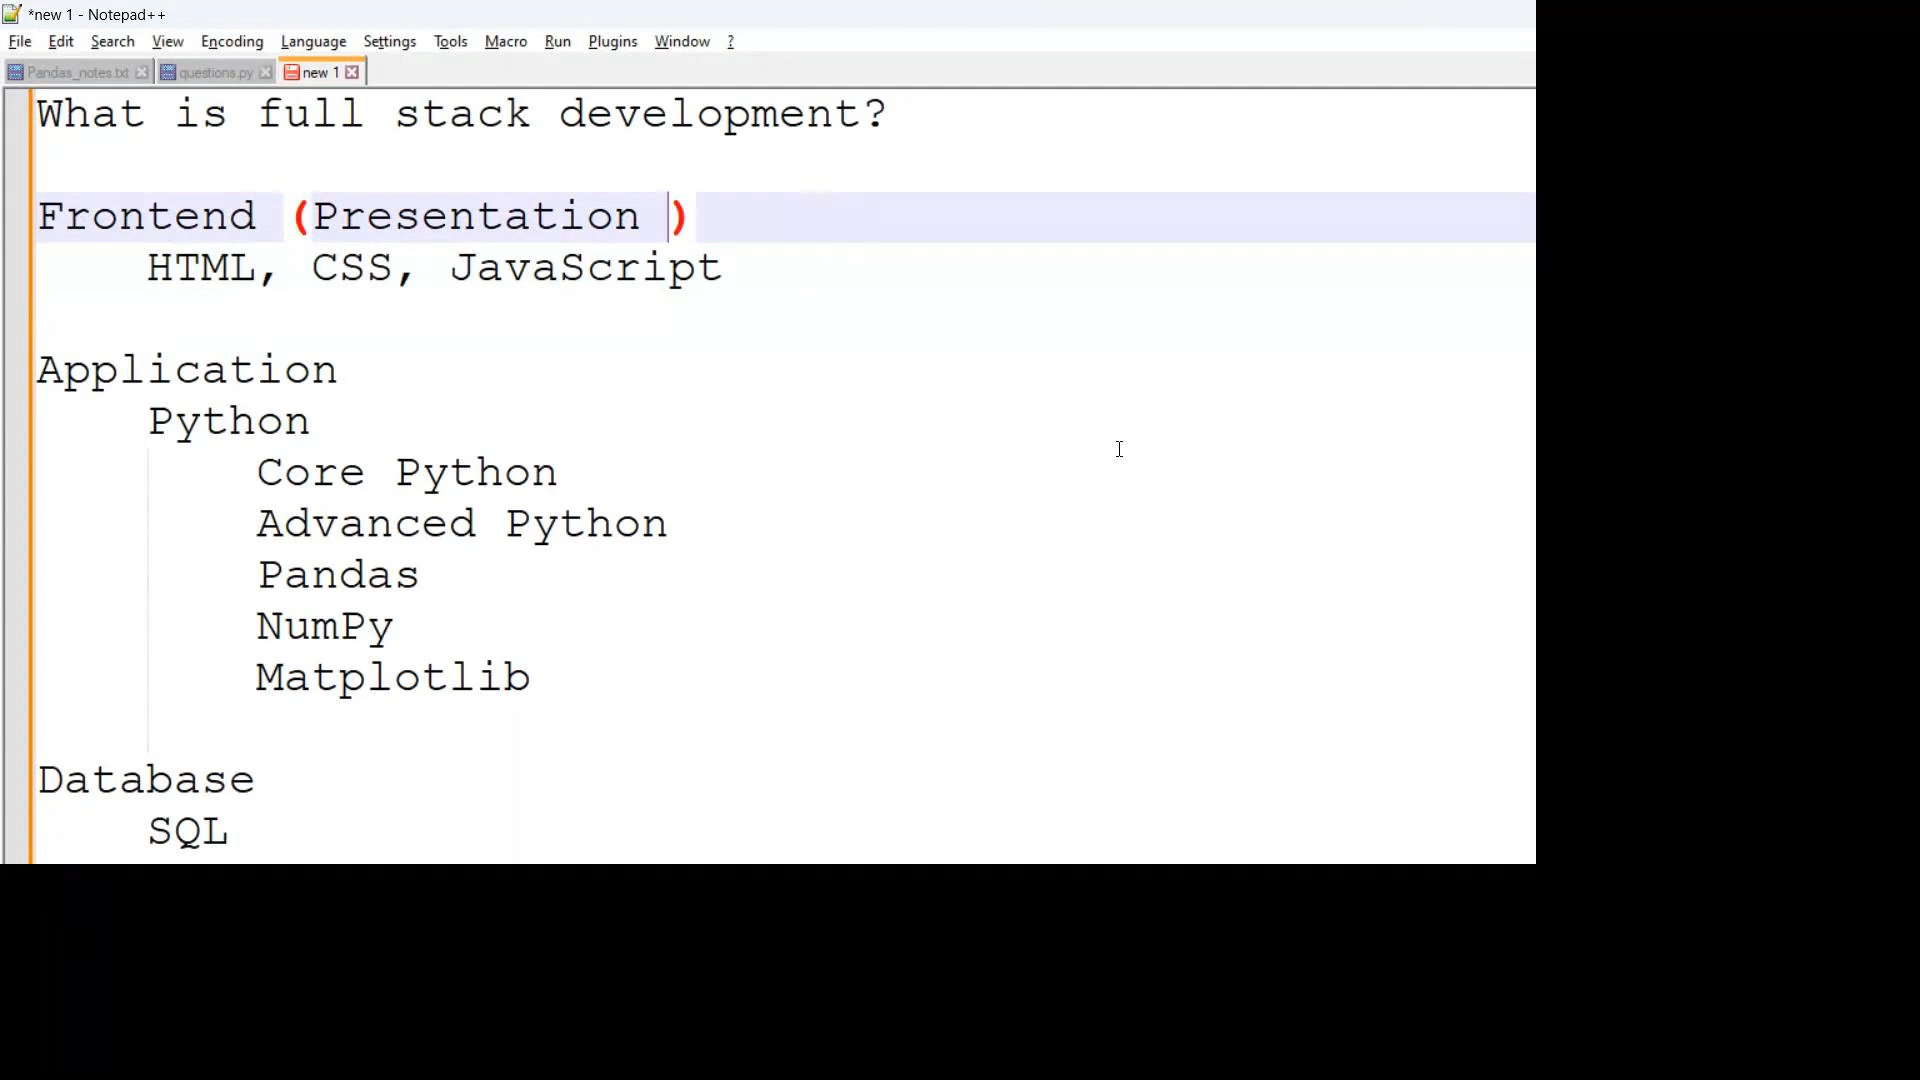 *new 1 - Notepad++
File Edit Search View Encoding Language Settings Tools Macro Run Plugins Window ?
Pandas_notes.txt questions.py new 1
What is full stack development?
Frontend (Presentation )
HTML, CSS, JavaScript
Application
Python
Core Python
Advanced Python
Pandas
NumPy
Matplotlib
Database
SQL